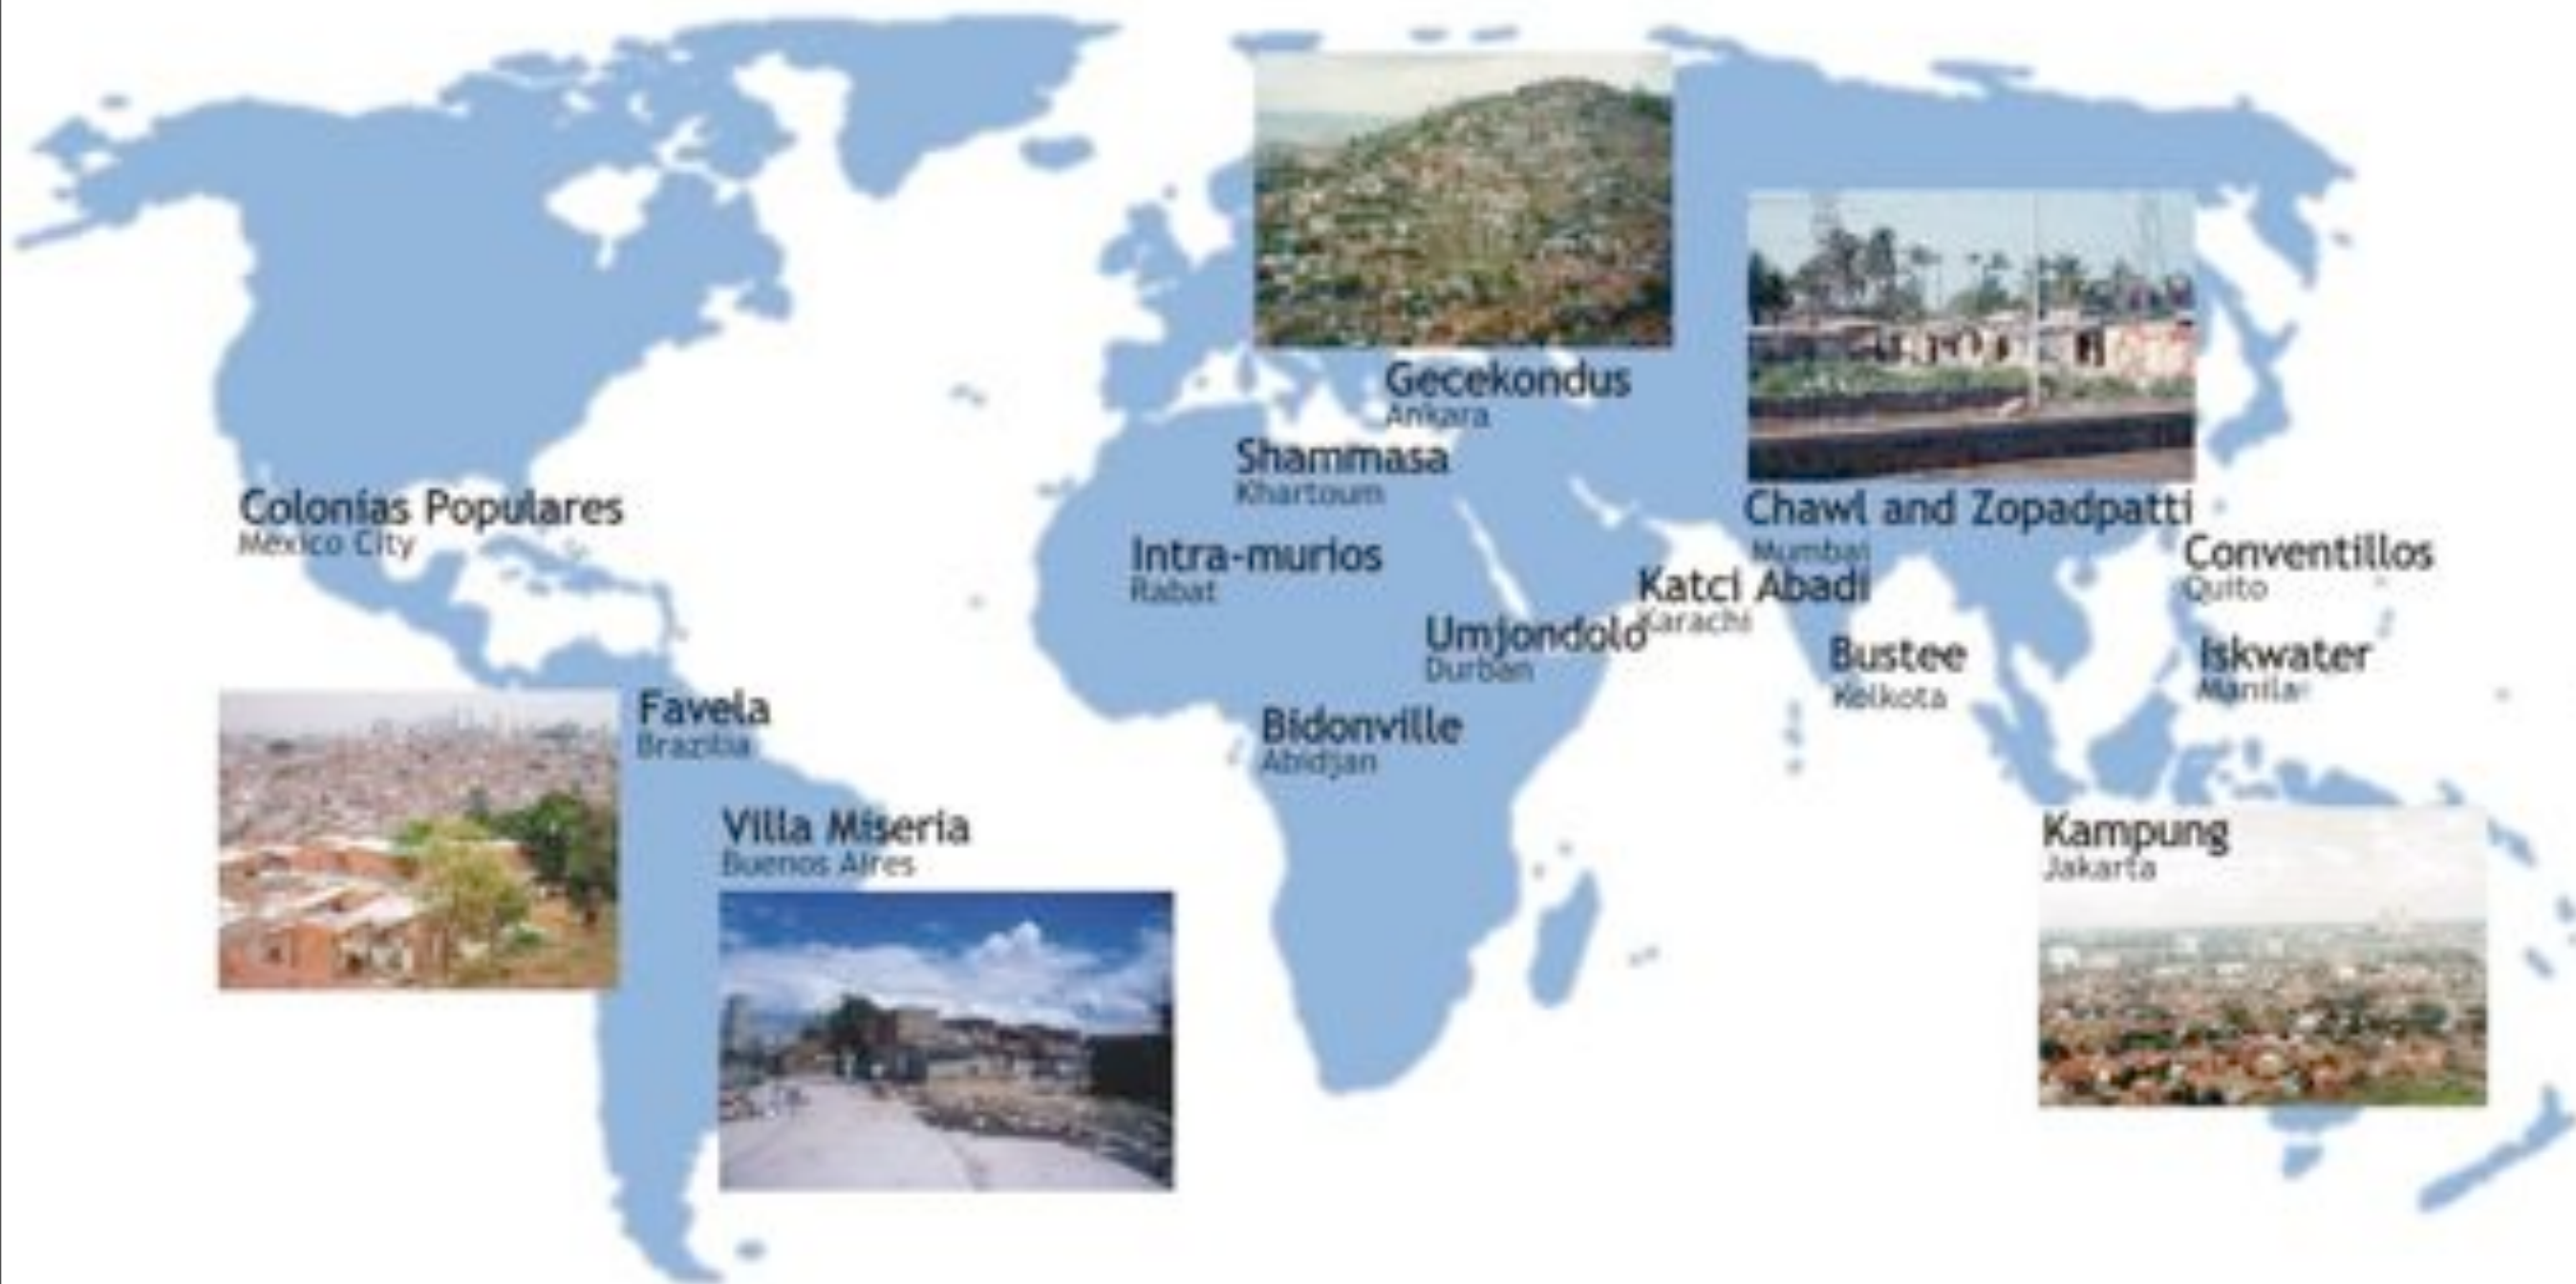 Gecekondus
Ankara
Shammasa
Khartoum
Colonias Populares
Mexico City
Chawl and Zopadpatti
Mumbai
Intra-murios
Rabat
Conventillos
Quito
Katci Abadi
Karachi
Umjondolo
Durban
Bustee
Kolkota
Iskwater
Manila
Favela
Brazilia
Bidonville
Abidjan
Villa Miseria
Buenos Aires
Kampung
Jakarta